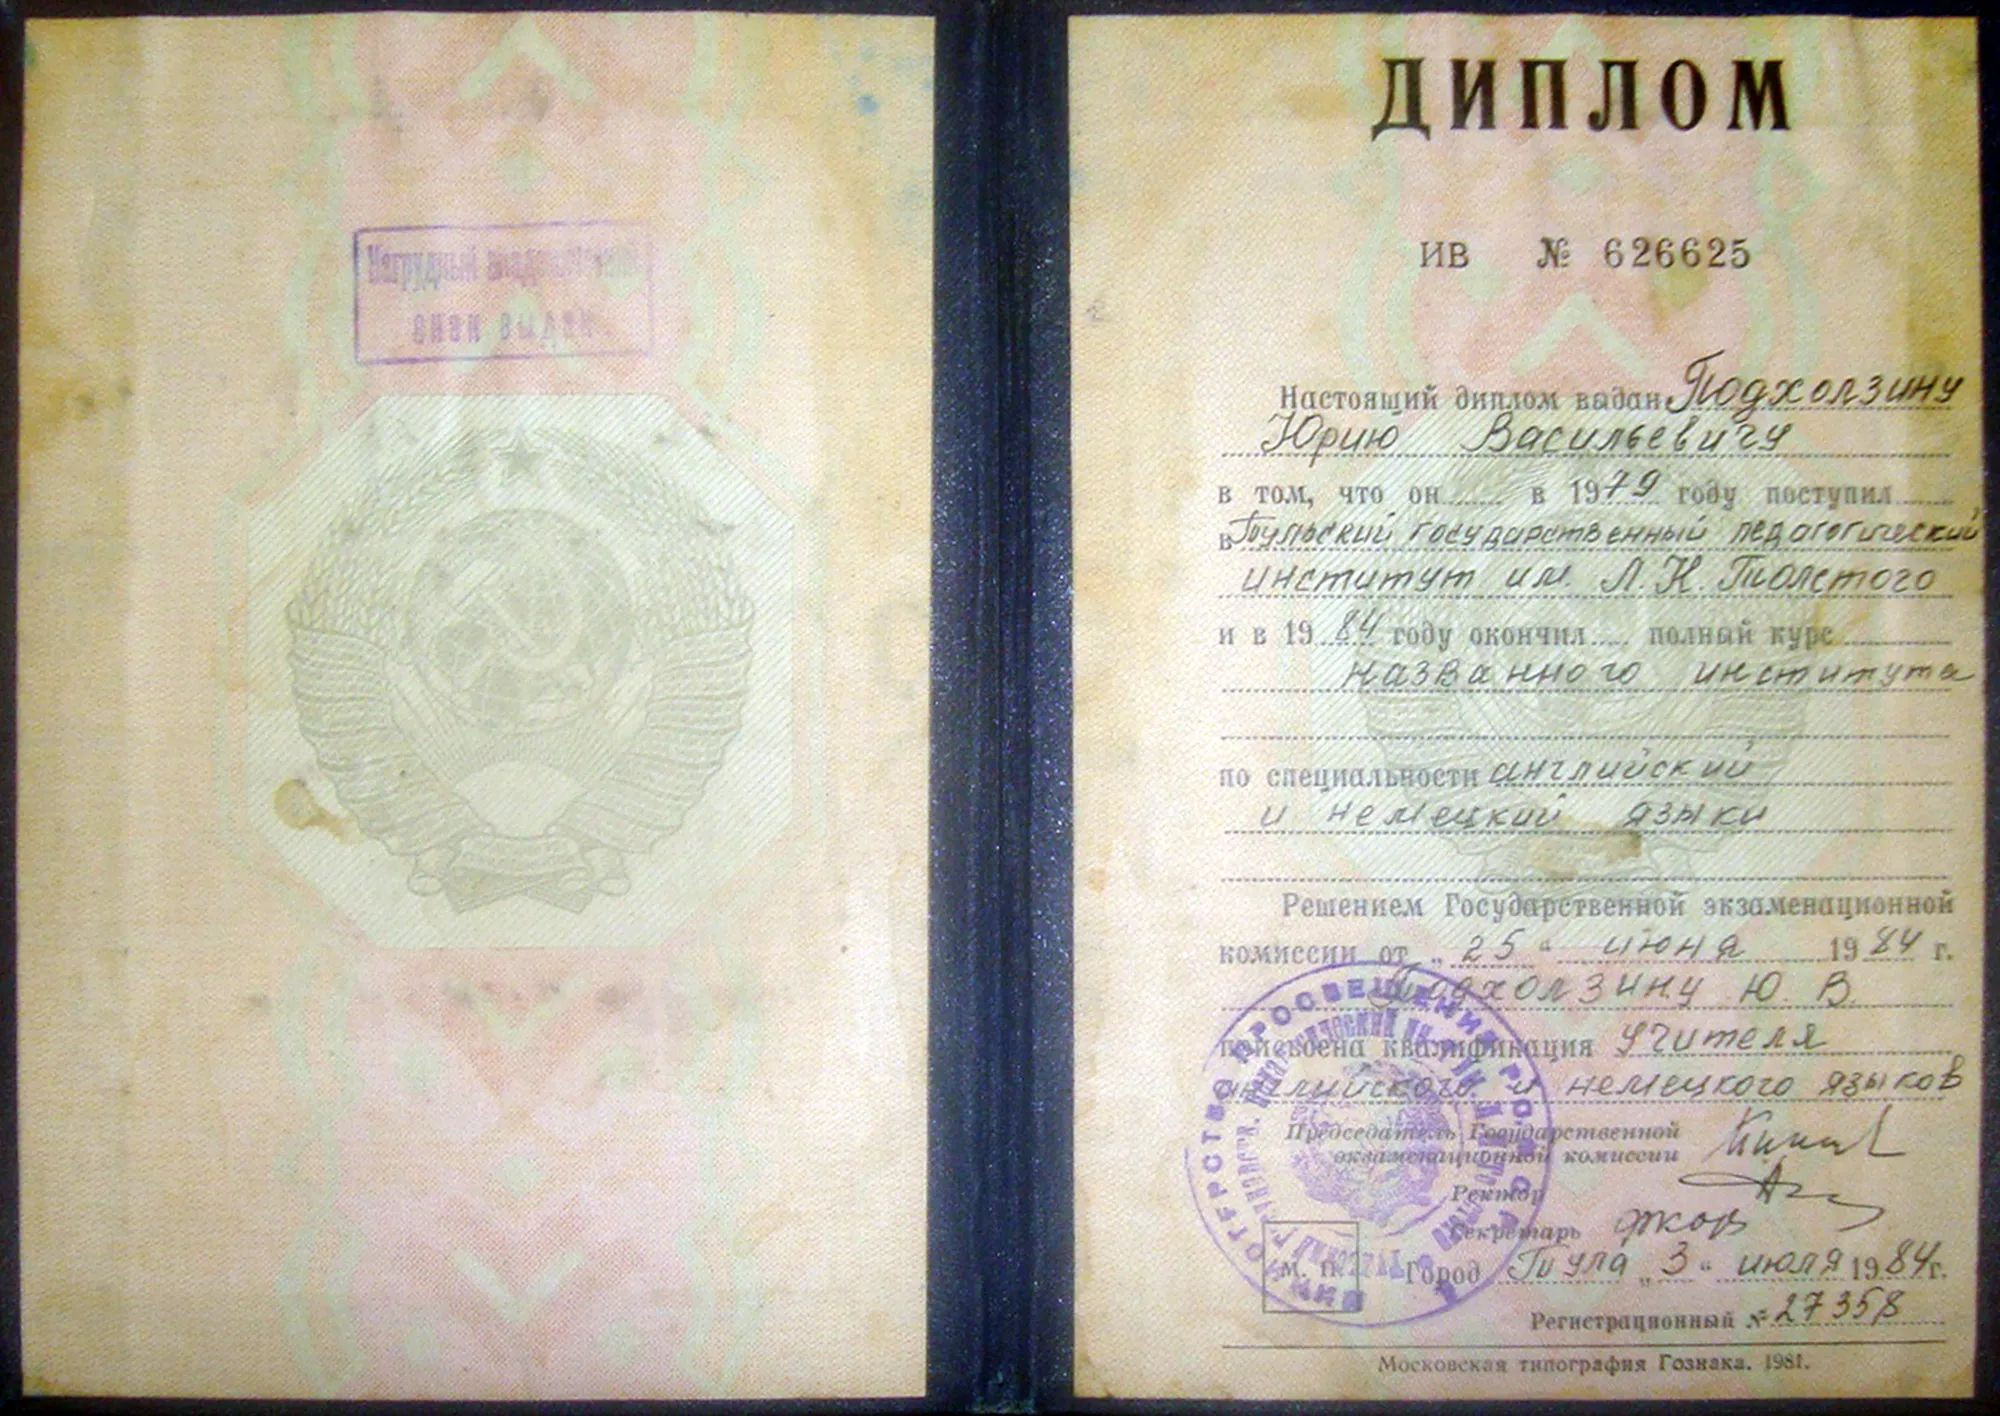 Нагрудный
ДИПЛОМ
ИВ № 626625
Настоящий диплом выдан Подхолзину
Юрию Васильевичу
в том, что он в 1979 году поступил
в Тульский государственный педагогический
институт им. Л. Н. Толстого
и в 1984 году окончил полный курс
названного института
по специальности английский
и немецкий языки
Решением Государственной экзаменационной
комиссии от „25“ июня 1984 г.
Подхолзину Ю. В.
присвоена квалификация учителя
английского и немецкого языков
Председатель Государственной
экзаменационной комиссии
Ректор
Секретарь
М. П. Город Тула „3“ июля 1984 г.
Регистрационный № 27358
Московская типография Гознака. 1981.
МИНИСТЕРСТВО ПРОСВЕЩЕНИЯ РСФСР